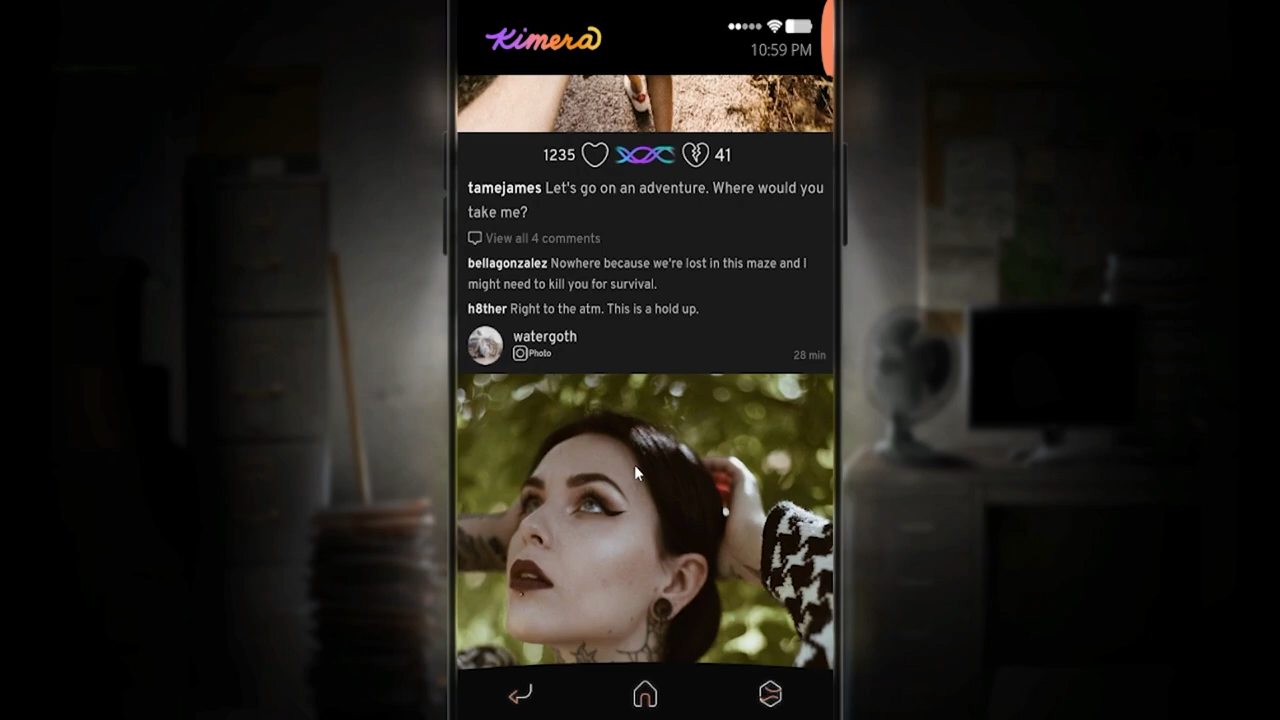 Kimera
10:59 PM
1235 41
tamejames Let's go on an adventure. Where would you
take me?
View all 4 comments
bellagonzalez Nowhere because we're lost in this maze and I
might need to kill you for survival.
h8ther Right to the atm. This is a hold up.
watergoth
Photo
28 min